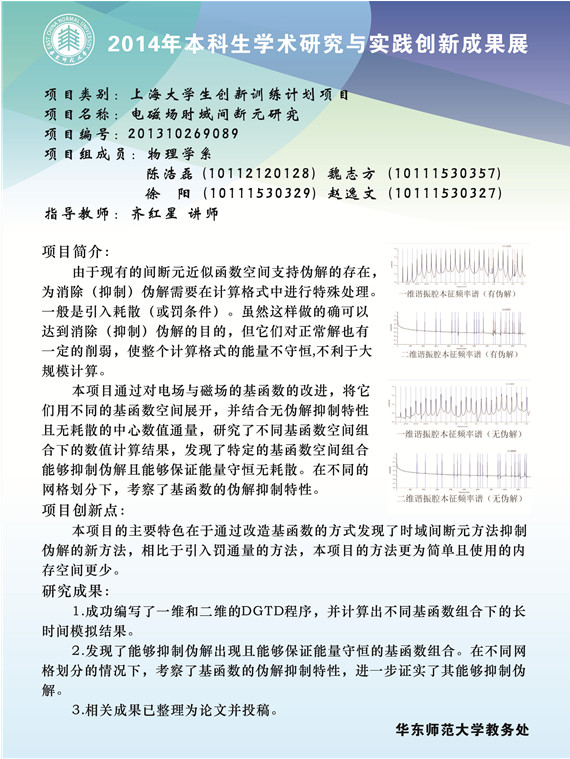 EAST CHINA NORMAL UNIVERSITY
2014年本科生学术研究与实践创新成果展
项目类别：上海大学生创新训练计划项目
项目名称：电磁场时域间断元研究
项目编号：201310269089
项目组成员：物理学系
陈浩磊（10112120128）魏志方（10111530357）
徐　阳（10111530329）赵逸文（10111530327）
指导教师：齐红星 讲师
项目简介：
由于现有的间断元近似函数空间支持伪解的存在，
为消除（抑制）伪解需要在计算格式中进行特殊处理。
一般是引入耗散（或罚条件）。虽然这样做的确可以
达到消除（抑制）伪解的目的，但它们对正常解也有
一定的削弱，使整个计算格式的能量不守恒,不利于大
规模计算。
本项目通过对电场与磁场的基函数的改进，将它
们用不同的基函数空间展开，并结合无伪解抑制特性
且无耗散的中心数值通量，研究了不同基函数空间组
合下的数值计算结果，发现了特定的基函数空间组合
能够抑制伪解且能够保证能量守恒无耗散。在不同的
网格划分下，考察了基函数的伪解抑制特性。
一维谐振腔本征频率谱（有伪解）
二维谐振腔本征频率谱（有伪解）
一维谐振腔本征频率谱（无伪解）
二维谐振腔本征频率谱（无伪解）
项目创新点：
本项目的主要特色在于通过改造基函数的方式发现了时域间断元方法抑制
伪解的新方法，相比于引入罚通量的方法，本项目的方法更为简单且使用的内
存空间更少。
研究成果：
1.成功编写了一维和二维的DGTD程序，并计算出不同基函数组合下的长
时间模拟结果。
2.发现了能够抑制伪解出现且能够保证能量守恒的基函数组合。在不同网
格划分的情况下，考察了基函数的伪解抑制特性，进一步证实了其能够抑制伪
解。
3.相关成果已整理为论文并投稿。
华东师范大学教务处